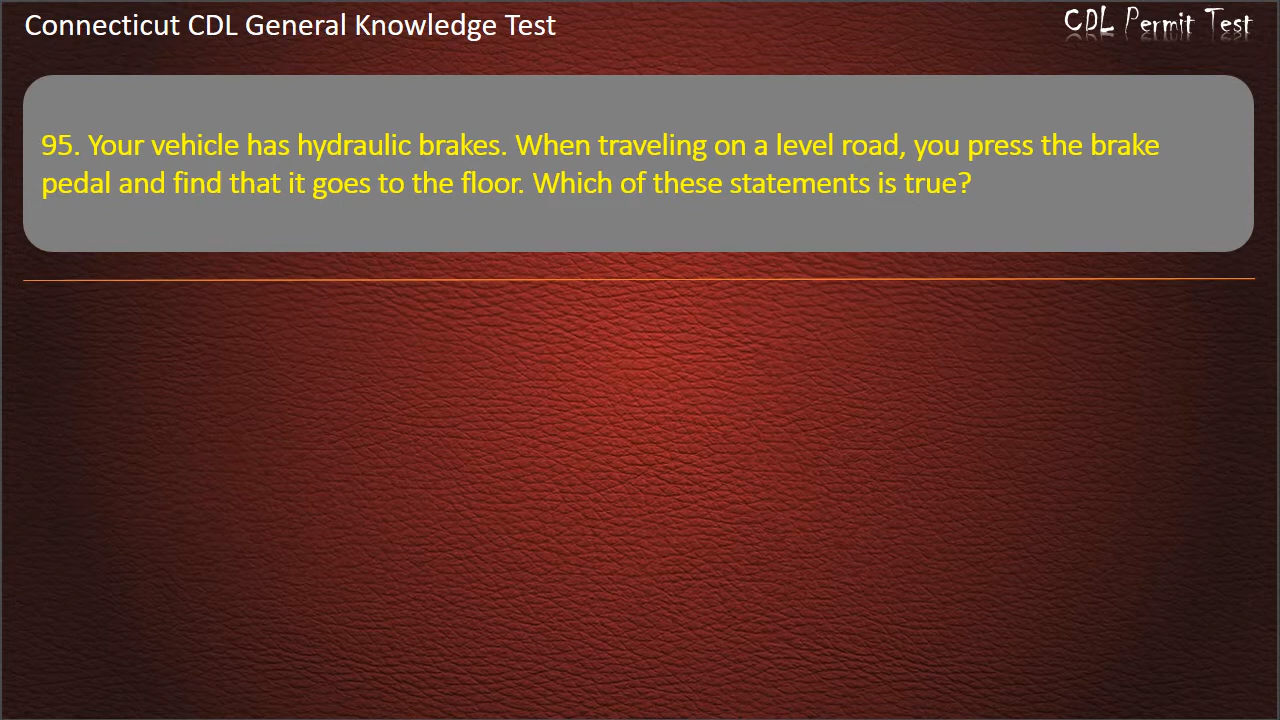 Connecticut CDL General Knowledge Test
CDL Permit Test
95. Your vehicle has hydraulic brakes. When traveling on a level road, you press the brake
pedal and find that it goes to the floor. Which of these statements is true?